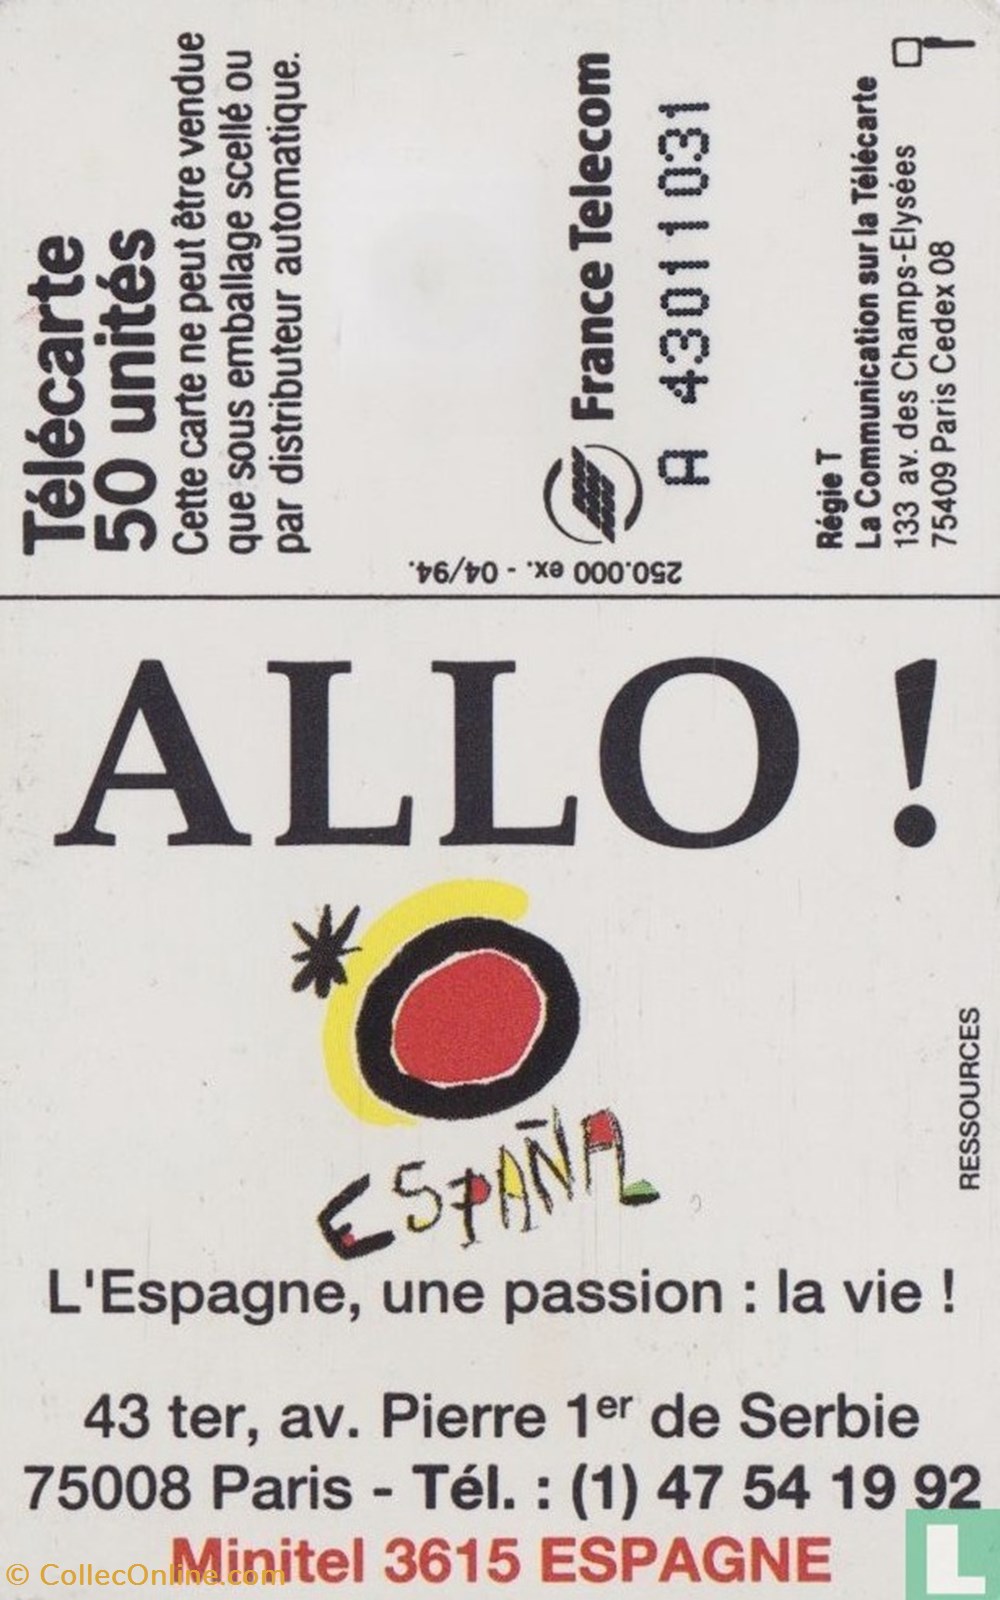 Télécarte
50 unités
Cette carte ne peut être vendue
que sous emballage scellé ou
par distributeur automatique.
France Telecom
A 43011031
Régie T
La Communication sur la Télécarte
133 av. des Champs-Elysées
75409 Paris Cedex 08
250.000 ex. - 04/94.
ALLO !
ESPAÑA
RESSOURCES
L'Espagne, une passion : la vie !
43 ter, av. Pierre 1er de Serbie
75008 Paris - Tél. : (1) 47 54 19 92
Minitel 3615 ESPAGNE
© CollecOnline.com
L